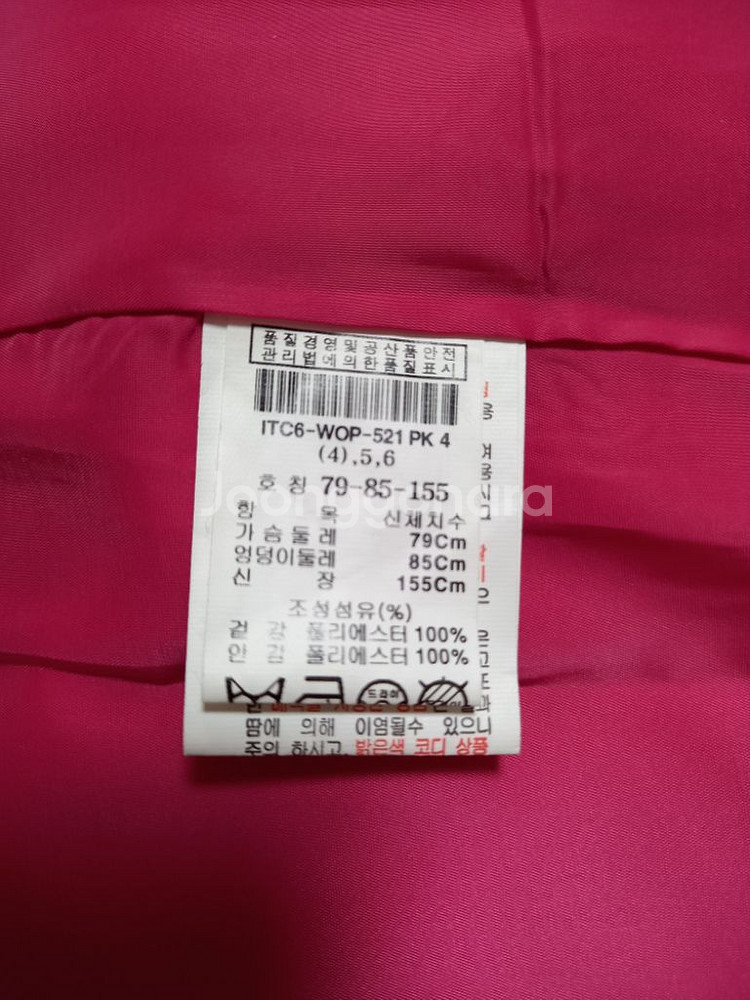 품질경영및공산품안전
관리법에의한품질표시
ITC6-WOP-521 PK 4
(4),5,6
호 칭 79-85-155
Joonggonara
항 목 신체치수
가슴둘레 79Cm
엉덩이둘레 85Cm
신 장 155Cm
조성섬유(%)
겉 감 폴리에스터 100%
안 감 폴리에스터 100%
드라이
땀에 의해 이염될수 있으니
주의 하시고, 밝은색 코디 상품